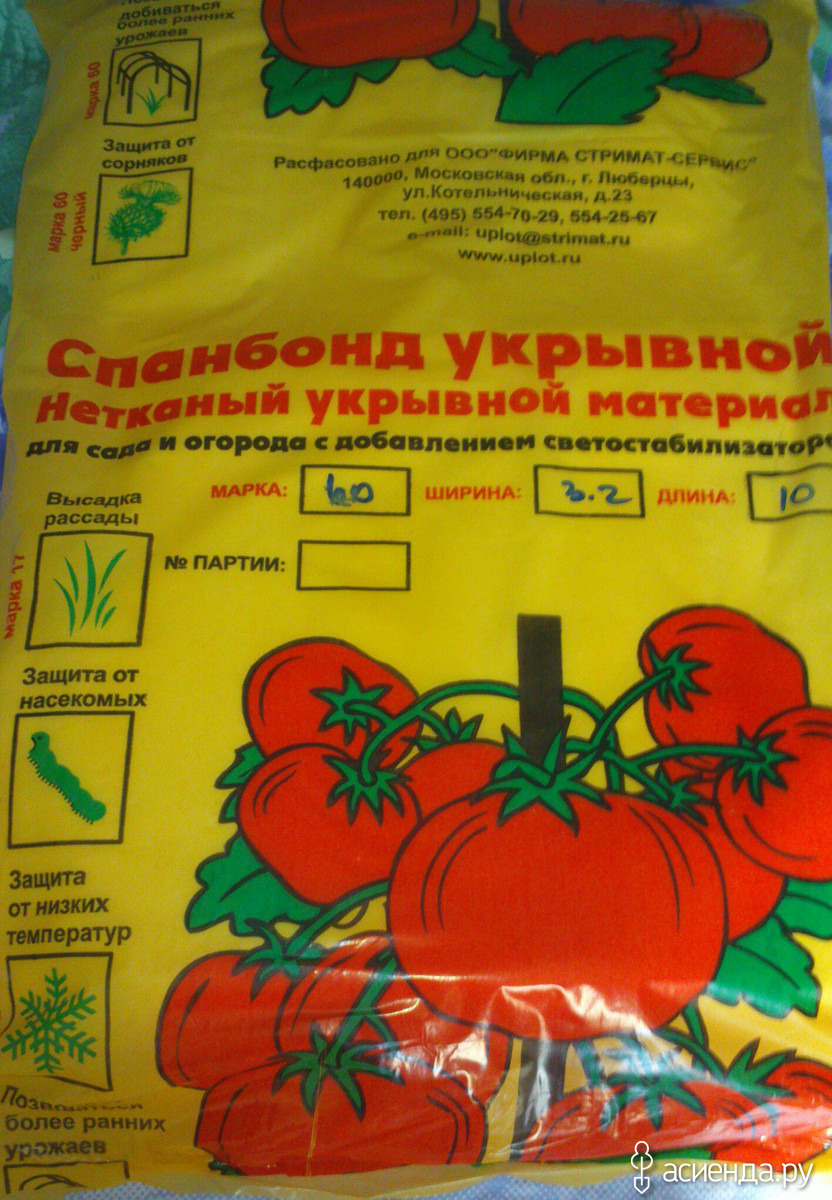 добиваться
более ранних
урожаев
марка 60
Защита от
сорняков
марка 60
чорный
Расфасовано для ООО"ФИРМА СТРИМАТ-СЕРВИС"
140000, Московская обл., г. Люберцы,
ул.Котельническая, д.23
тел. (495) 554-70-29, 554-25-67
e-mail: uplot@strimat.ru
www.uplot.ru
Спанбонд укрывной
Нетканый укрывной материал
для сада и огорода с добавлением светостабилизатора
МАРКА: 60 ШИРИНА: 3.2 ДЛИНА: 10
№ ПАРТИИ:
Высадка
рассады
марка 17
Защита от
насекомых
Защита
от низких
температур
более ранних
урожаев
асиенда.ру